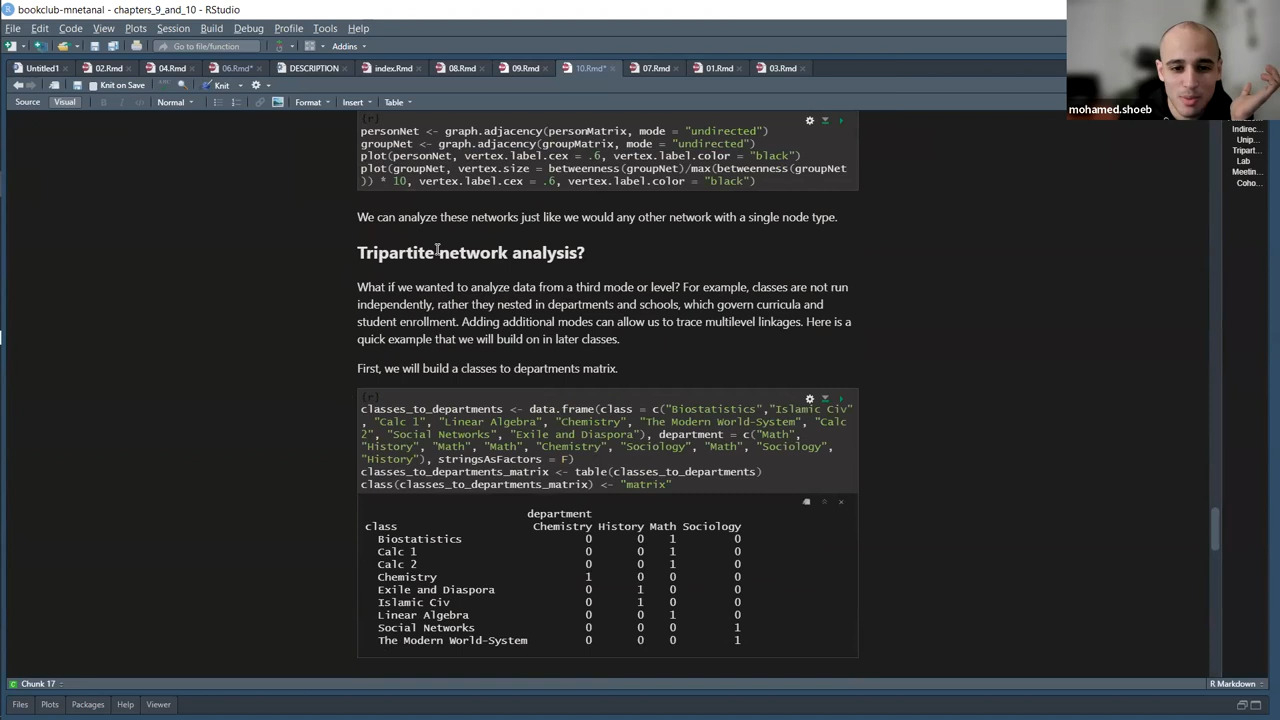 bookclub-mnetanal - chapters_9_and_10 - RStudio
File Edit Code View Plots Session Build Debug Profile Tools Help
Go to file/function Addins
Untitled1 02.Rmd 04.Rmd 06.Rmd* DESCRIPTION index.Rmd 08.Rmd 09.Rmd 10.Rmd* 07.Rmd 01.Rmd 03.Rmd
Knit on Save Knit
Source Visual B I Normal Format Insert Table
mohamed.shoeb
{r}
personNet <- graph.adjacency(personMatrix, mode = "undirected")
groupNet <- graph.adjacency(groupMatrix, mode = "undirected")
plot(personNet, vertex.label.cex = .6, vertex.label.color = "black")
plot(groupNet, vertex.size = betweenness(groupNet)/max(betweenness(groupNet
)) * 10, vertex.label.cex = .6, vertex.label.color = "black")
We can analyze these networks just like we would any other network with a single node type.
Tripartite network analysis?
What if we wanted to analyze data from a third mode or level? For example, classes are not run
independently, rather they nested in departments and schools, which govern curricula and
student enrollment. Adding additional modes can allow us to trace multilevel linkages. Here is a
quick example that we will build on in later classes.
First, we will build a classes to departments matrix.
{r}
classes_to_departments <- data.frame(class = c("Biostatistics","Islamic Civ"
, "Calc 1", "Linear Algebra", "Chemistry", "The Modern World-System", "Calc
2", "Social Networks", "Exile and Diaspora"), department = c("Math",
"History", "Math", "Math", "Chemistry", "Sociology", "Math", "Sociology",
"History"), stringsAsFactors = F)
classes_to_departments_matrix <- table(classes_to_departments)
class(classes_to_departments_matrix) <- "matrix"
department
class Chemistry History Math Sociology
Biostatistics 0 0 1 0
Calc 1 0 0 1 0
Calc 2 0 0 1 0
Chemistry 1 0 0 0
Exile and Diaspora 0 1 0 0
Islamic Civ 0 1 0 0
Linear Algebra 0 0 1 0
Social Networks 0 0 0 1
The Modern World-System 0 0 0 1
Indirec...
Unip...
Tripart...
Lab
Meetin...
Coho...
Chunk 17 R Markdown
Files Plots Packages Help Viewer